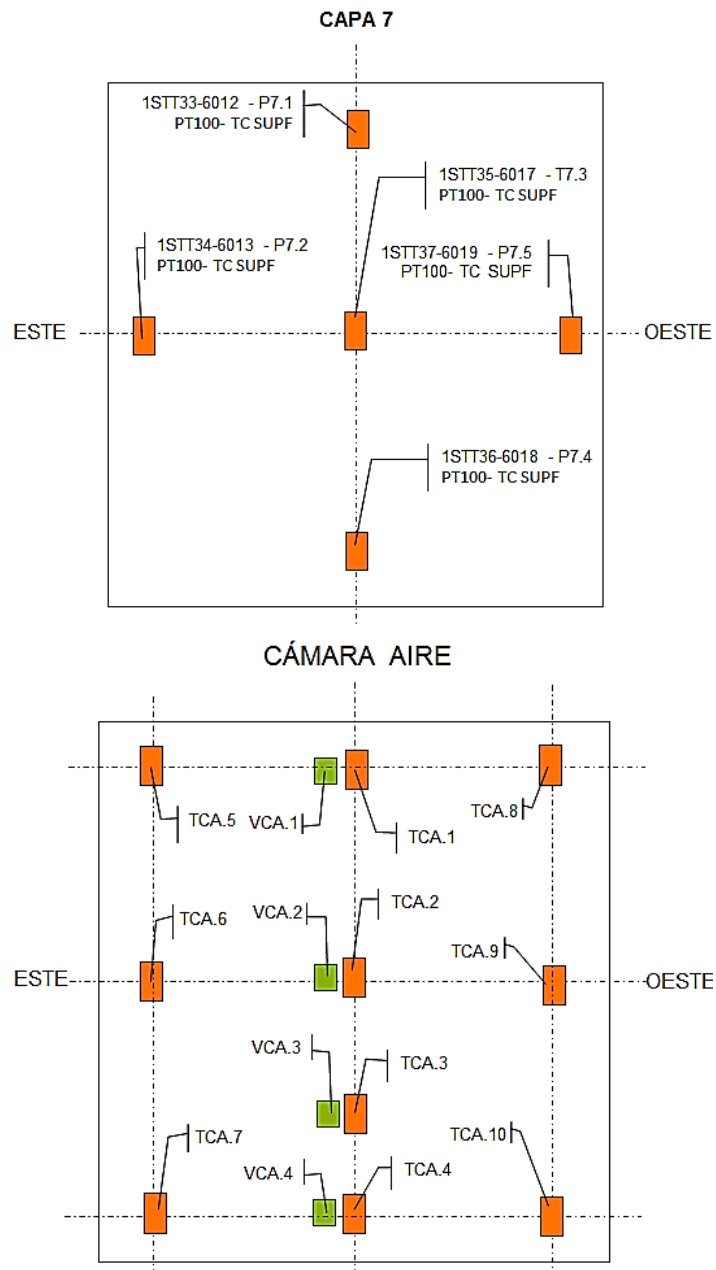 CAPA 7
1STT33-6012 - P7.1
PT100- TC SUPF
1STT35-6017 - T7.3
PT100- TC SUPF
1STT34-6013 - P7.2
PT100- TC SUPF
1STT37-6019 - P7.5
PT100- TC SUPF
ESTE
OESTE
1STT36-6018 - P7.4
PT100- TC SUPF
CÁMARA AIRE
TCA.5
VCA.1
TCA.1
TCA.8
TCA.6
VCA.2
TCA.2
TCA.9
ESTE
OESTE
VCA.3
TCA.3
TCA.7
TCA.10
VCA.4
TCA.4